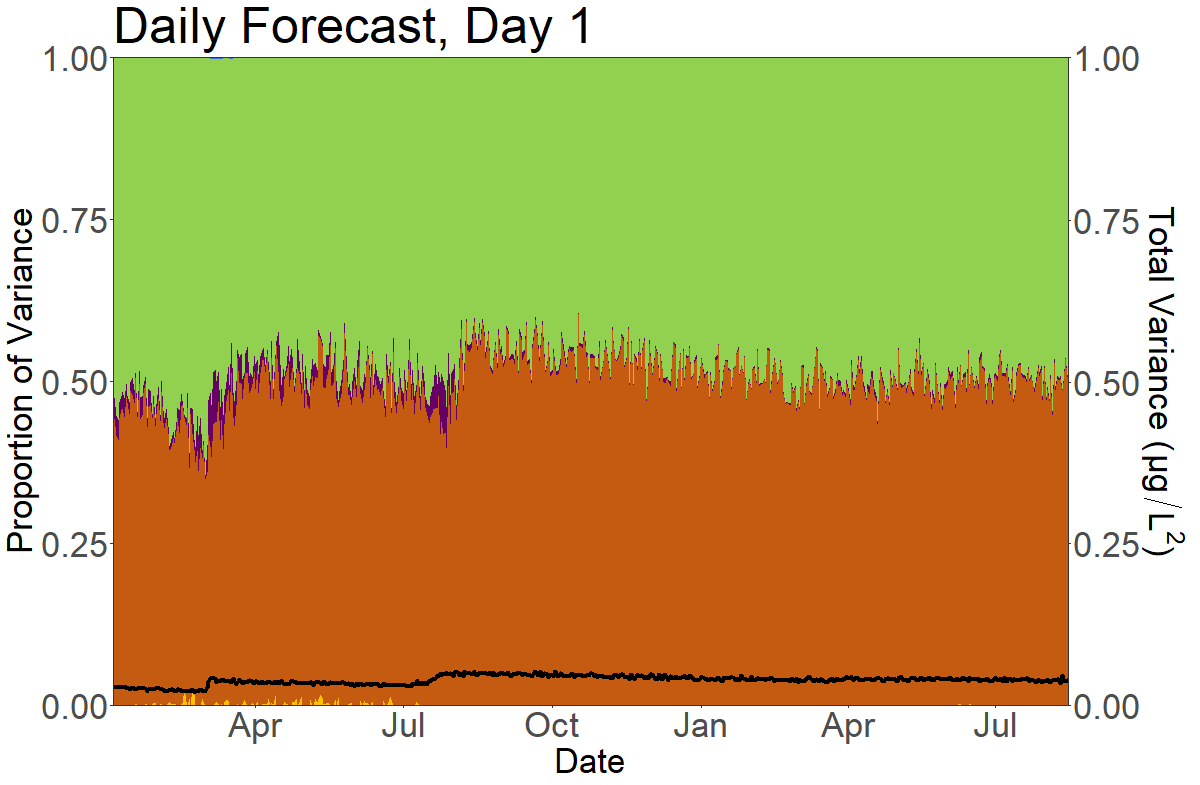 Daily Forecast, Day 1
1.00
0.75
0.50
0.25
0.00
Proportion of Variance
1.00
0.75
0.50
0.25
0.00
Total Variance (µg/L²)
Apr Jul Oct Jan Apr Jul
Date